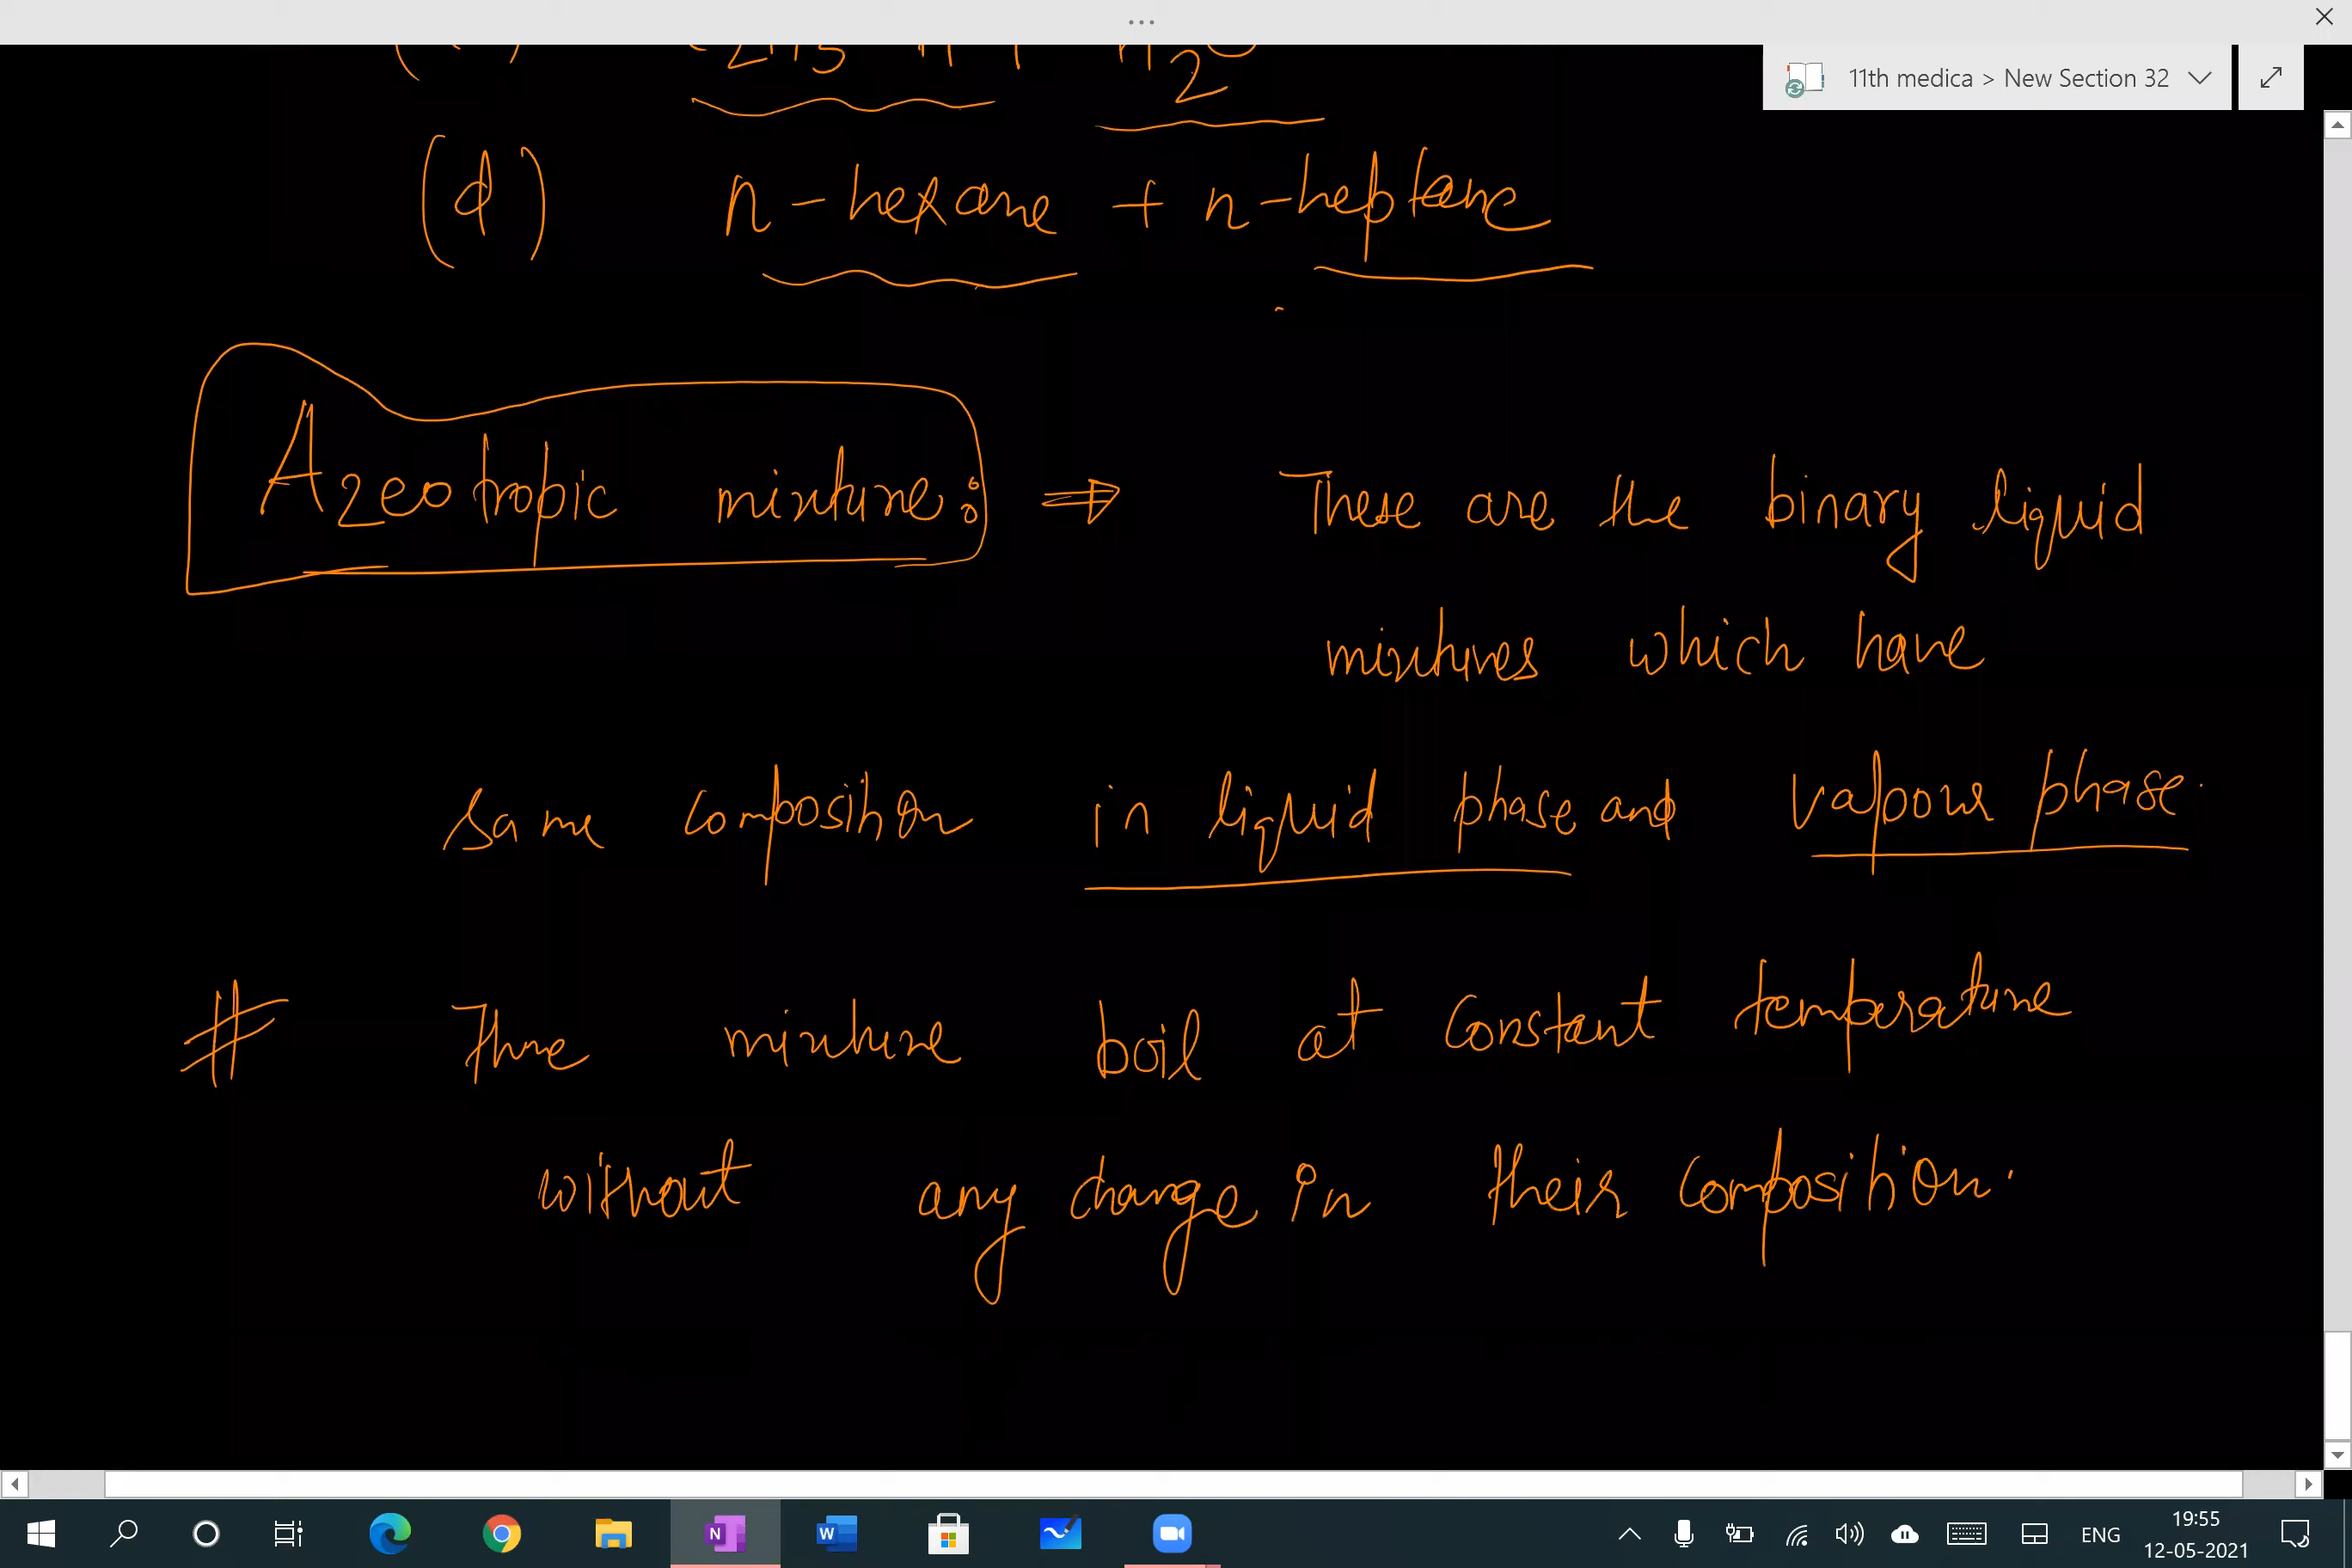 11th medica > New Section 32
(d) n-hexane + n-heptane
Azeotropic mixture: ⇒ These are the binary liquid
mixtures which have
same composition in liquid phase and vapour phase.
# These mixture boil at constant temperature
without any change in their composition.
ENG
19:55
12-05-2021